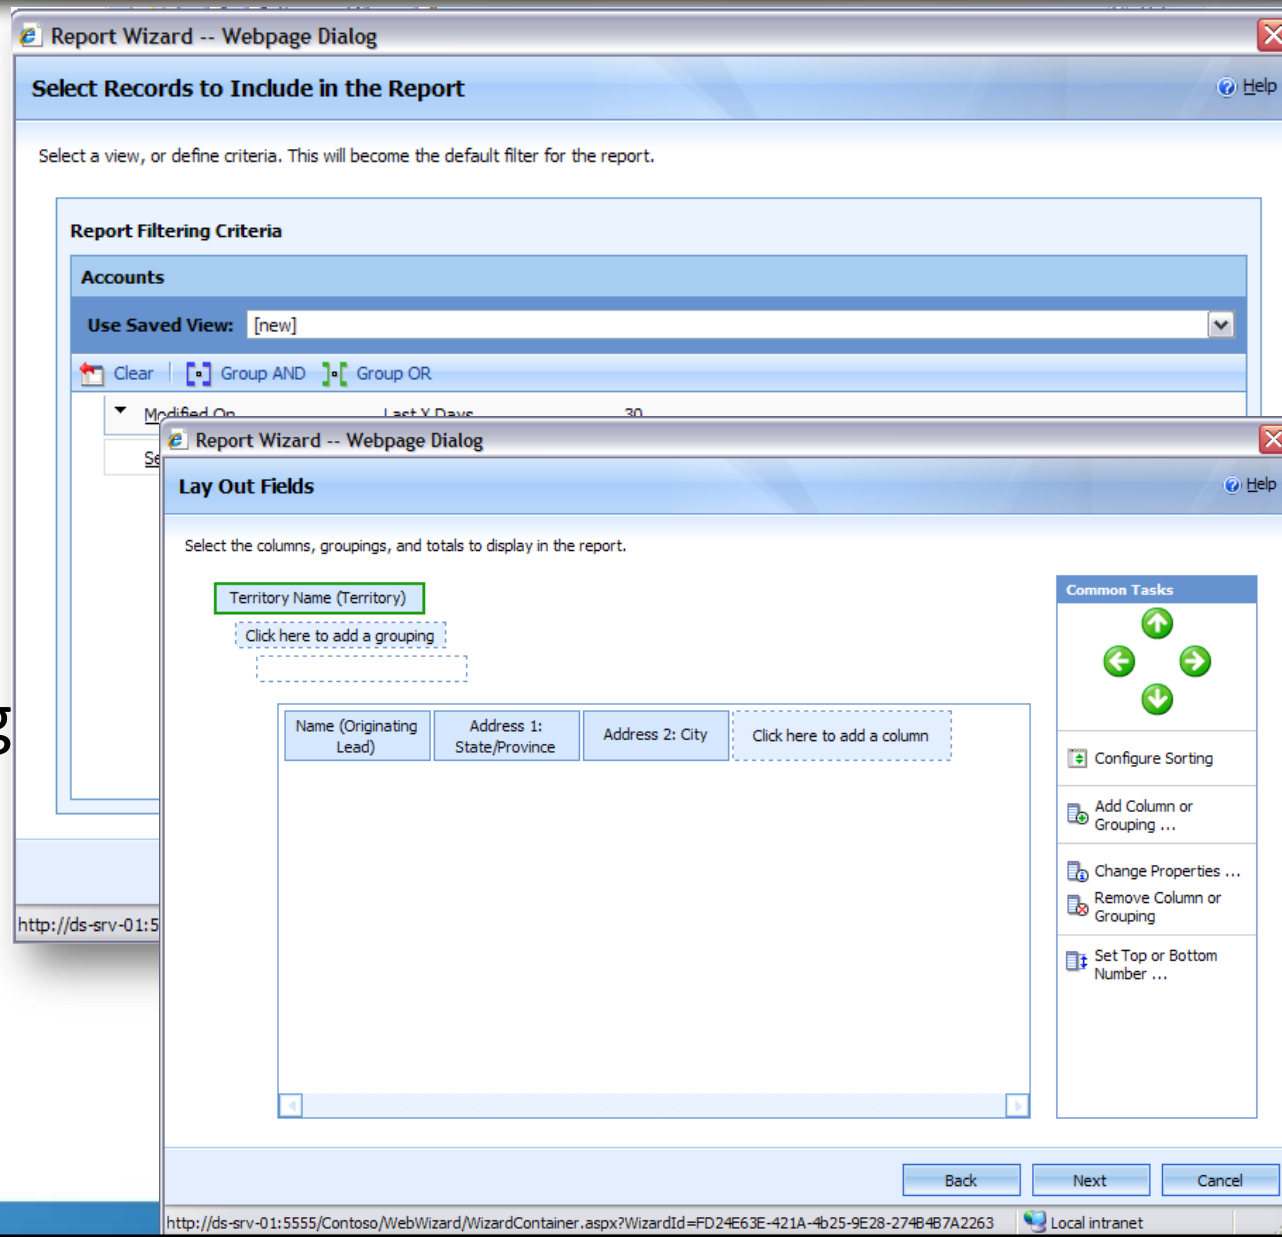 Report Wizard -- Webpage Dialog
Select Records to Include in the Report
Help
Select a view, or define criteria. This will become the default filter for the report.
Report Filtering Criteria
Accounts
Use Saved View: [new]
Clear Group AND Group OR
Modified On Last X Days 30
Se
Report Wizard -- Webpage Dialog
Lay Out Fields
Help
Select the columns, groupings, and totals to display in the report.
Territory Name (Territory)
Click here to add a grouping
Name (Originating
Lead)
Address 1:
State/Province
Address 2: City
Click here to add a column
Common Tasks
Configure Sorting
Add Column or
Grouping ...
Change Properties ...
Remove Column or
Grouping
Set Top or Bottom
Number ...
g
Back Next Cancel
http://ds-srv-01:5
http://ds-srv-01:5555/Contoso/WebWizard/WizardContainer.aspx?WizardId=FD24E63E-421A-4b25-9E28-274B4B7A2263
Local intranet